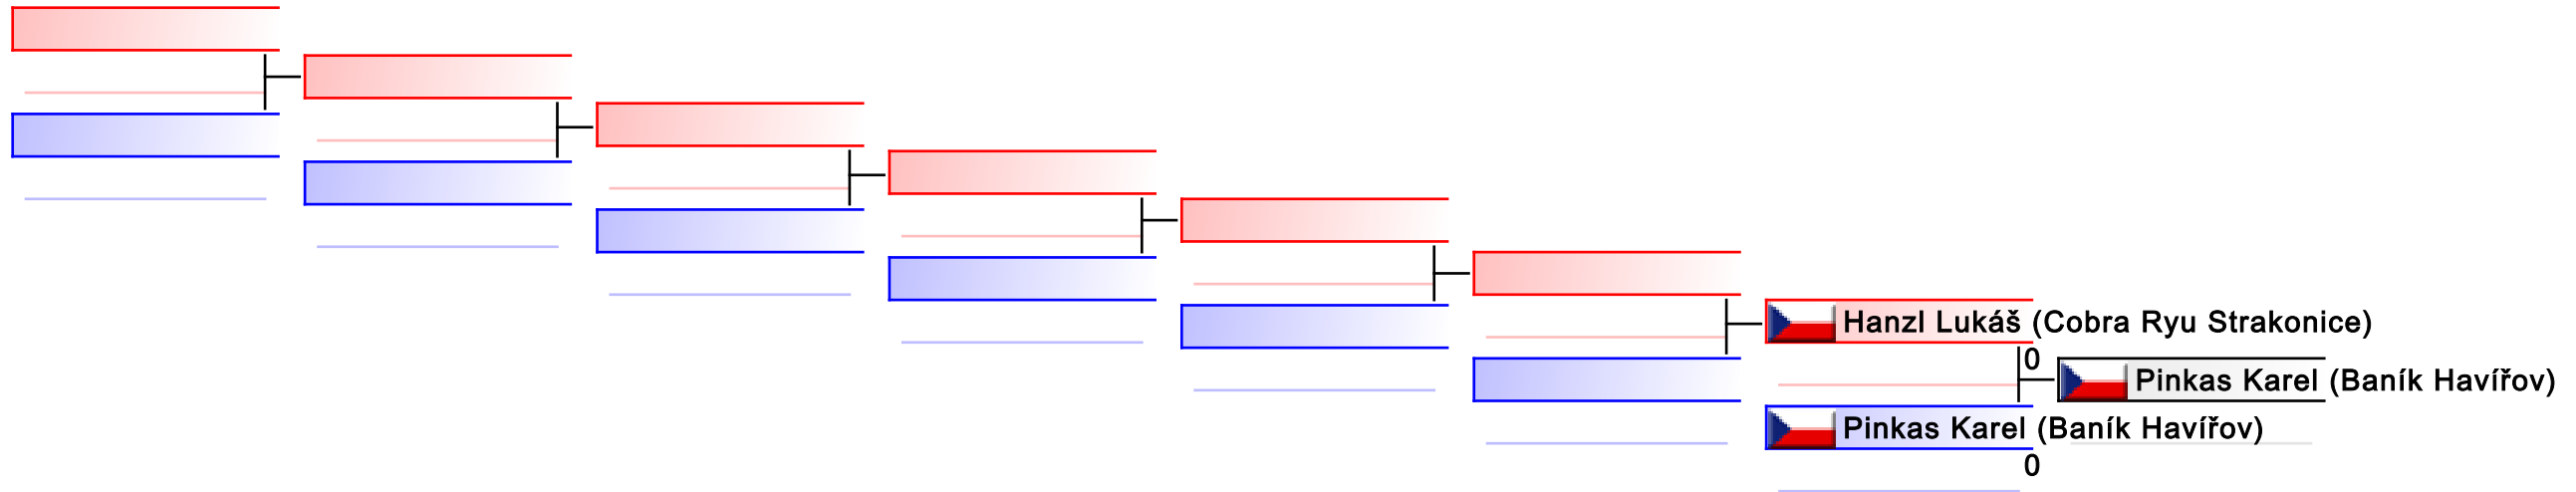 Hanzl Lukáš (Cobra Ryu Strakonice)
0
Pinkas Karel (Baník Havířov)
Pinkas Karel (Baník Havířov)
0